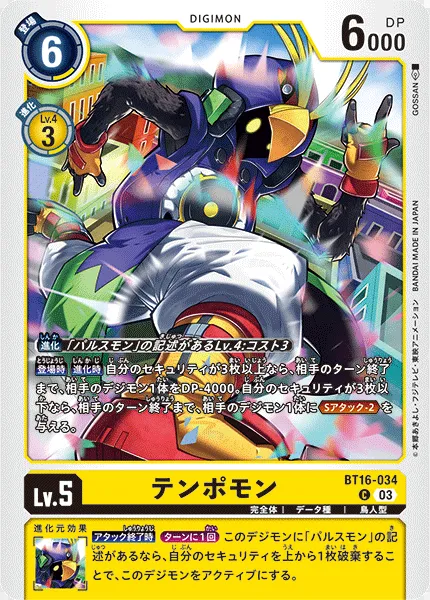 DIGIMON
登場
6
DP
6000
進化
Lv.4
3
GOSSAN
©本郷あきよし・フジテレビ・東映アニメーション BANDAI MADE IN JAPAN
進化 「パルスモン」の記述があるLv.4:コスト3
登場時 進化時 自分のセキュリティが3枚以上なら、相手のターン終了
まで、相手のデジモン1体をDP-4000。自分のセキュリティが3枚以
下なら、相手のターン終了まで、相手のデジモン1体に Sアタック-2 を
与える。
Lv.5
テンポモン
BT16-034
C 03
完全体 データ種 鳥人型
進化元効果
アタック終了時 ターンに1回 このデジモンに「パルスモン」の記
述があるなら、自分のセキュリティを上から1枚破棄するこ
とで、このデジモンをアクティブにする。